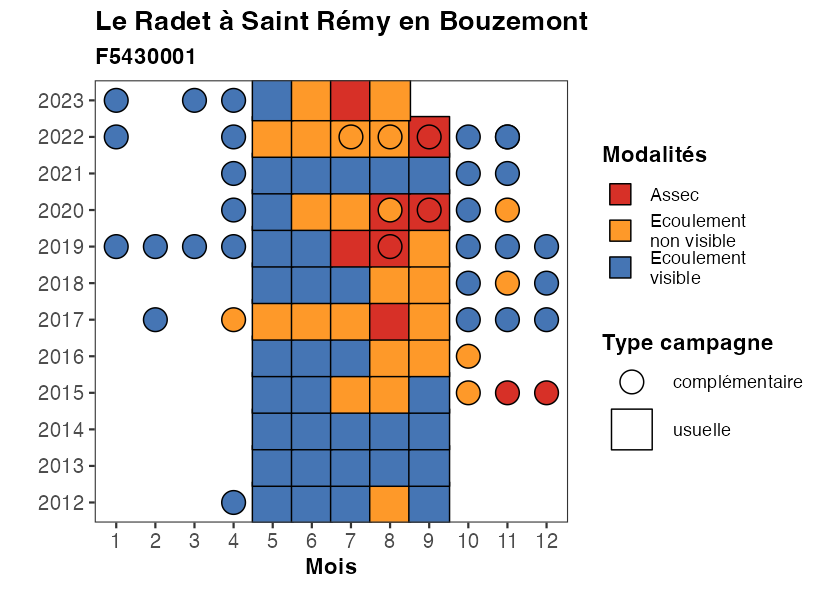 Le Radet à Saint Rémy en Bouzemont
F5430001
2023
2022
2021
2020
2019
2018
2017
2016
2015
2014
2013
2012
1 2 3 4 5 6 7 8 9 10 11 12
Mois
Modalités
Assec
Ecoulement
non visible
Ecoulement
visible
Type campagne
complémentaire
usuelle